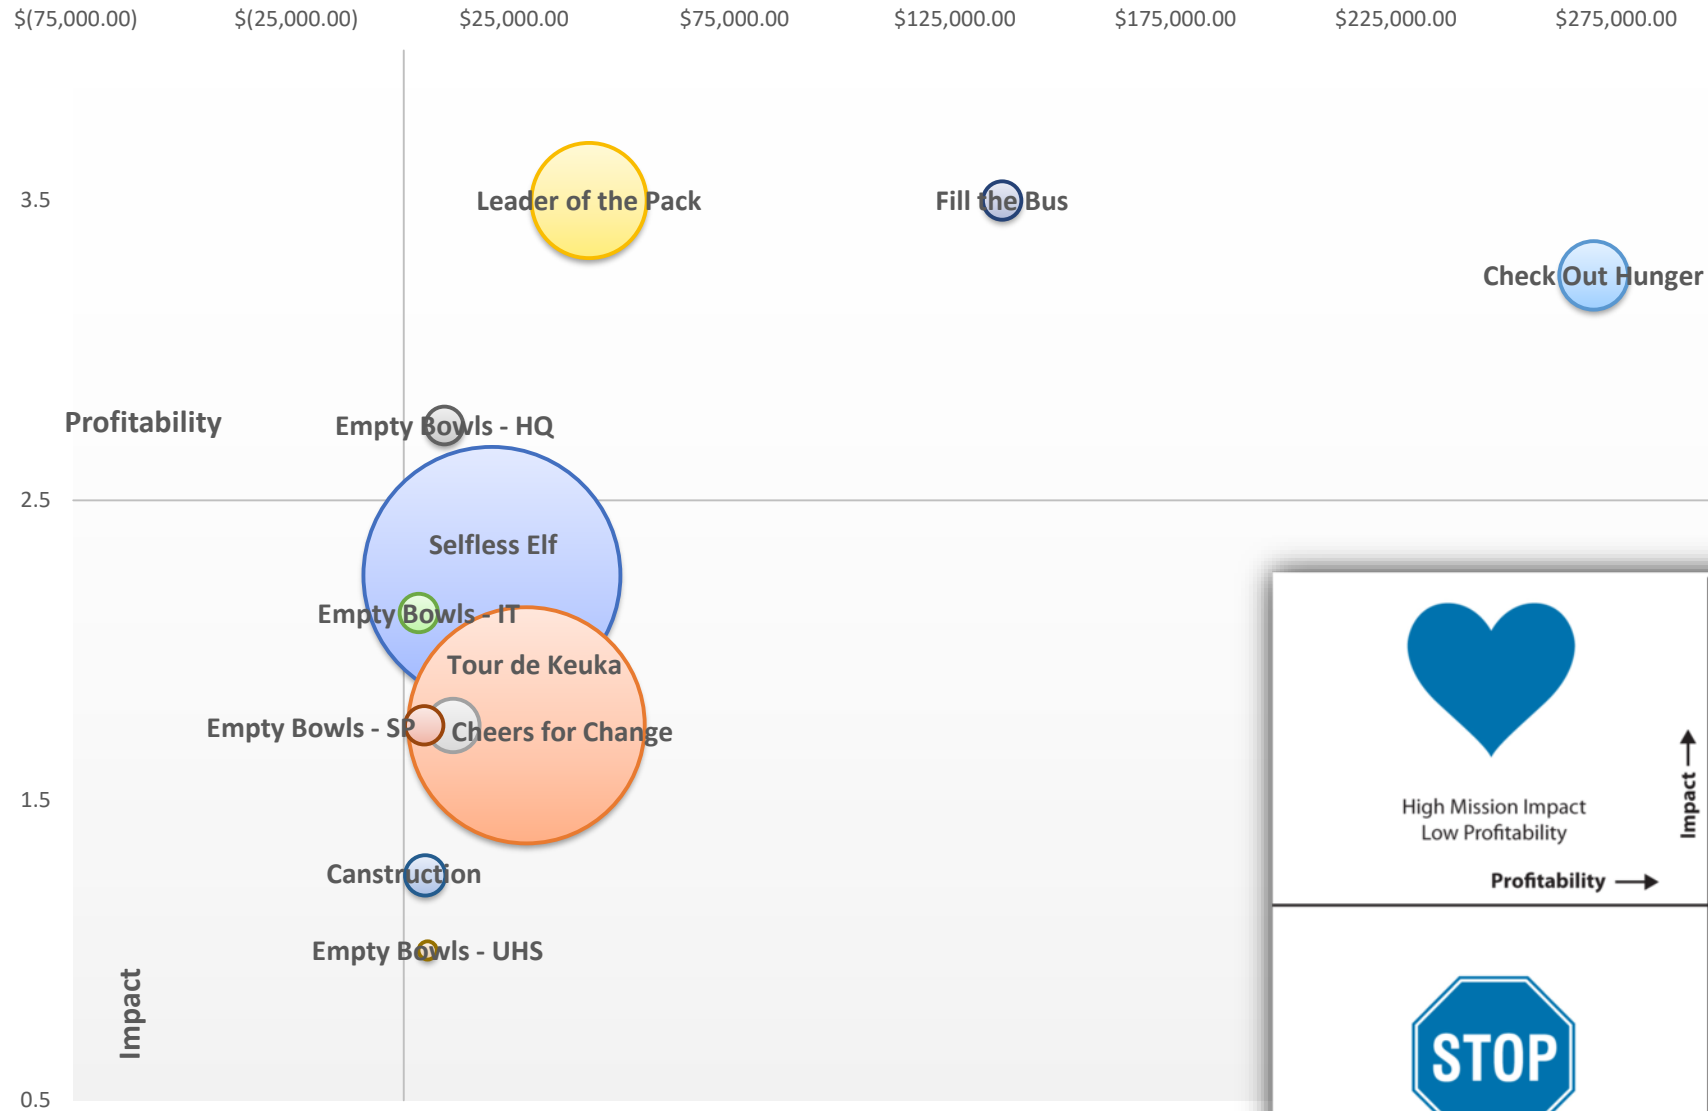 $(75,000.00) $(25,000.00) $25,000.00 $75,000.00 $125,000.00 $175,000.00 $225,000.00 $275,000.00
3.5
Leader of the Pack
Fill the Bus
Check Out Hunger
Profitability
Empty Bowls - HQ
2.5
Selfless Elf
Empty Bowls - IT
Tour de Keuka
Empty Bowls - SP
Cheers for Change
1.5
Canstruction
Empty Bowls - UHS
Impact
0.5
High Mission Impact
Low Profitability
Impact
Profitability
STOP